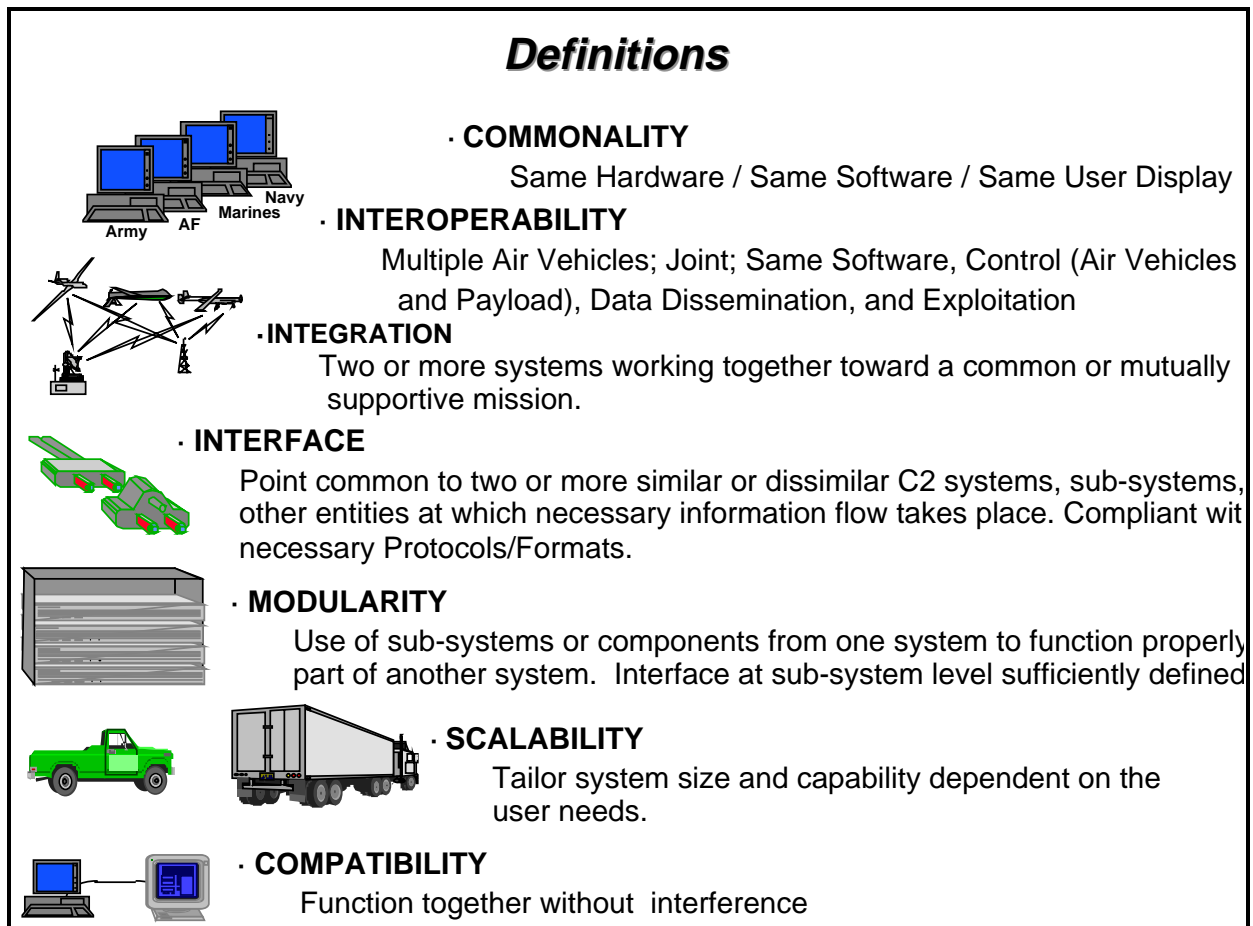 Definitions
· COMMONALITY
Same Hardware / Same Software / Same User Display
Army
AF
Marines
Navy
· INTEROPERABILITY
Multiple Air Vehicles; Joint; Same Software, Control (Air Vehicles
and Payload), Data Dissemination, and Exploitation
·INTEGRATION
Two or more systems working together toward a common or mutually
supportive mission.
· INTERFACE
Point common to two or more similar or dissimilar C2 systems, sub-systems,
other entities at which necessary information flow takes place. Compliant wit
necessary Protocols/Formats.
· MODULARITY
Use of sub-systems or components from one system to function properly
part of another system. Interface at sub-system level sufficiently defined
· SCALABILITY
Tailor system size and capability dependent on the
user needs.
· COMPATIBILITY
Function together without interference